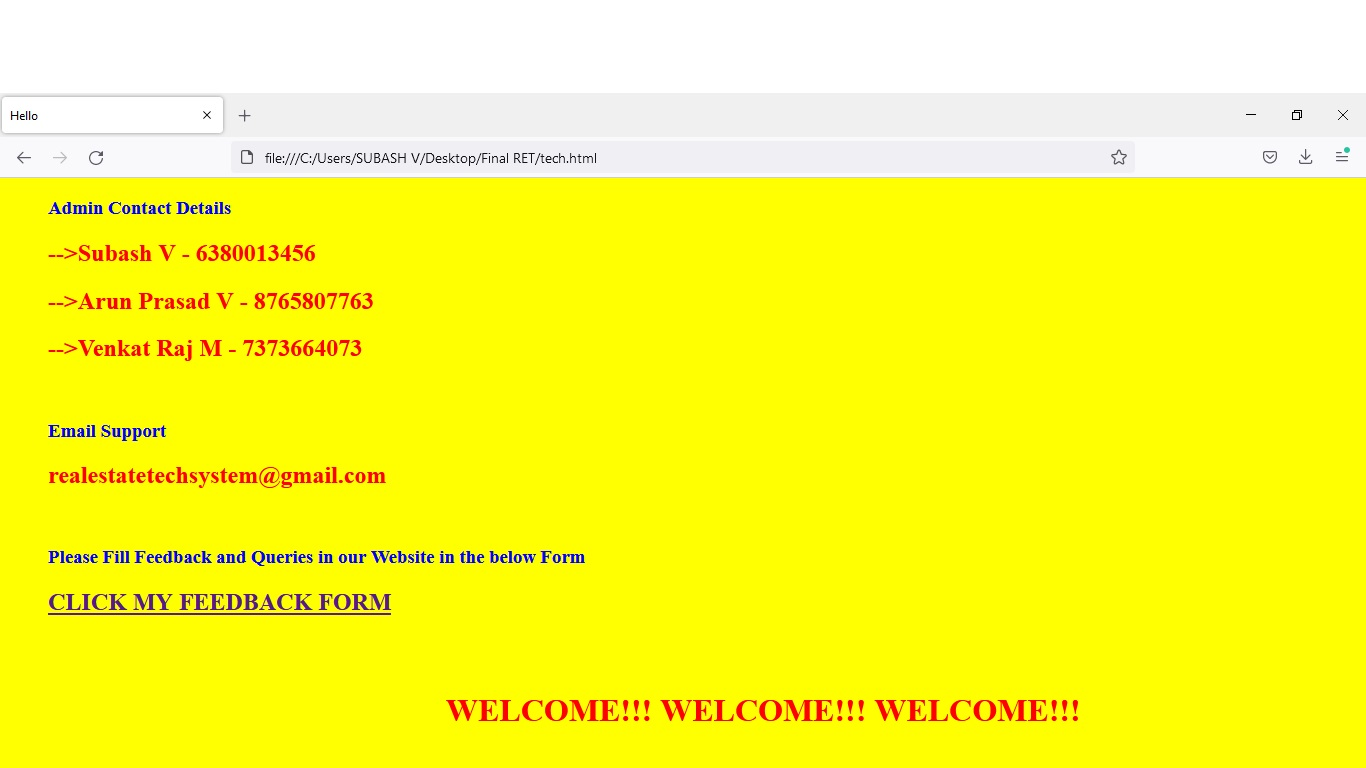 Hello
file:///C:/Users/SUBASH V/Desktop/Final RET/tech.html
Admin Contact Details
-->Subash V - 6380013456
-->Arun Prasad V - 8765807763
-->Venkat Raj M - 7373664073
Email Support
realestatetechsystem@gmail.com
Please Fill Feedback and Queries in our Website in the below Form
CLICK MY FEEDBACK FORM
WELCOME!!! WELCOME!!! WELCOME!!!